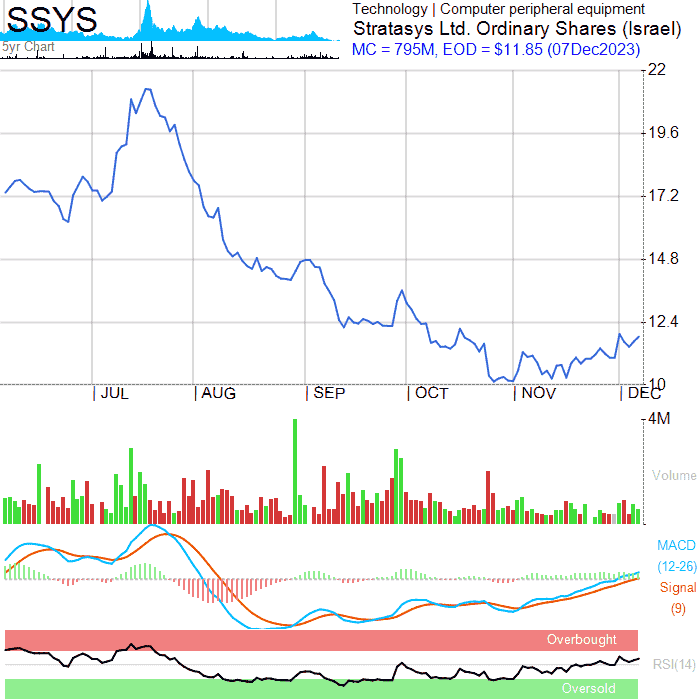 SSYS
5yr Chart
Technology | Computer peripheral equipment
Stratasys Ltd. Ordinary Shares (Israel)
MC = 795M, EOD = $11.85 (07Dec2023)
22
19.6
17.2
14.8
12.4
10
JUL AUG SEP OCT NOV DEC
4M
Volume
MACD
(12-26)
Signal
(9)
Overbought
RSI(14)
Oversold